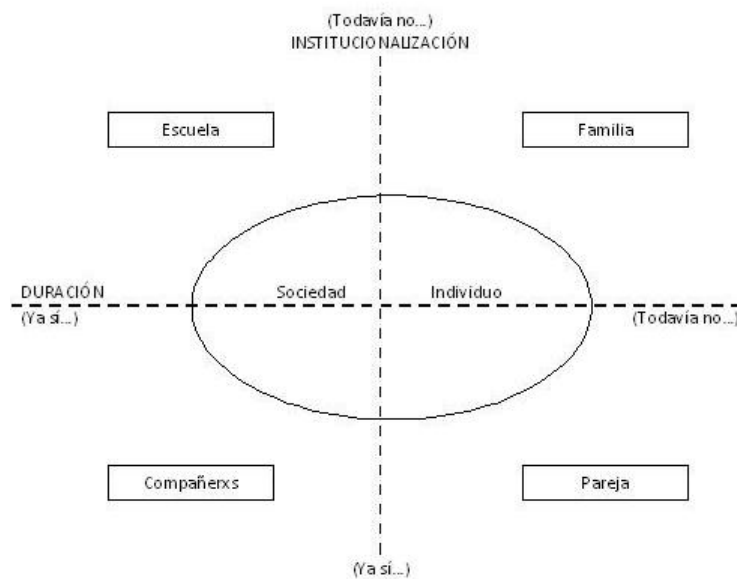 (Todavía no...)
INSTITUCIONALIZACIÓN
Escuela
Familia
DURACIÓN
Sociedad
Individuo
(Ya sí...)
(Todavía no...)
Compañerxs
Pareja
(Ya sí...)